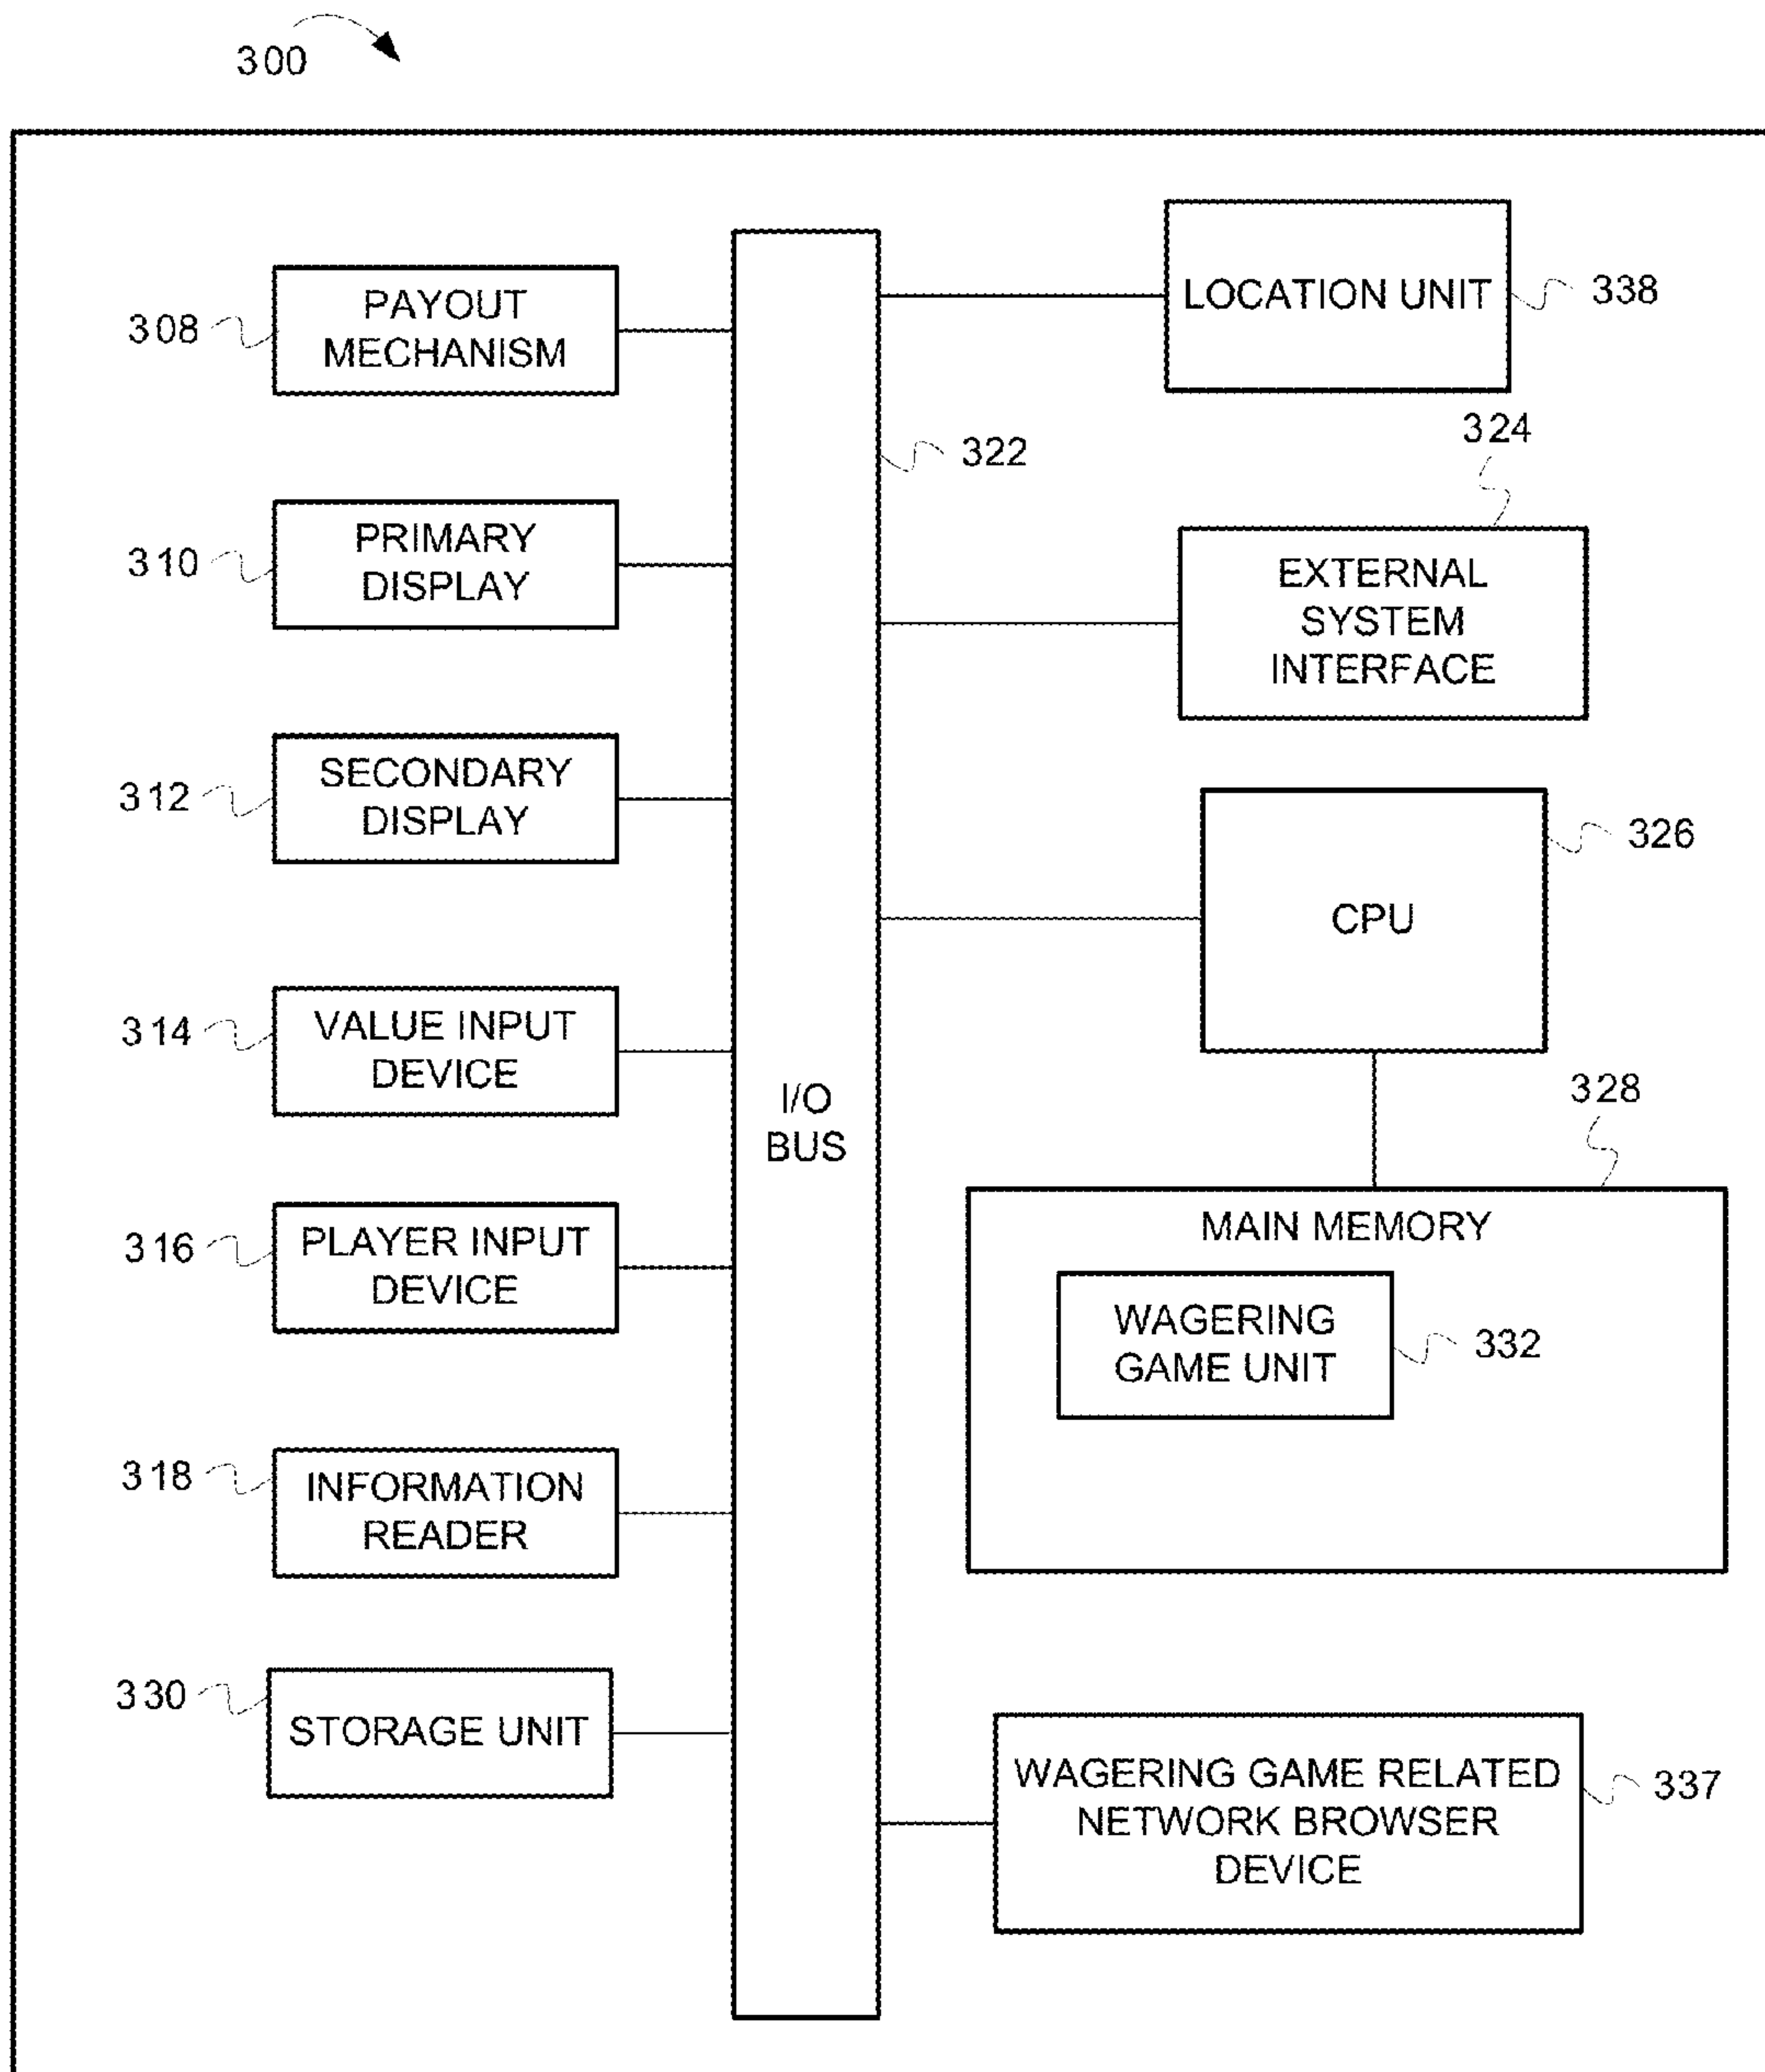 300
308
PAYOUT
MECHANISM
310
PRIMARY
DISPLAY
312
SECONDARY
DISPLAY
314
VALUE INPUT
DEVICE
316
PLAYER INPUT
DEVICE
318
INFORMATION
READER
330
STORAGE UNIT
I/O
BUS
322
LOCATION UNIT
338
324
EXTERNAL
SYSTEM
INTERFACE
326
CPU
328
MAIN MEMORY
WAGERING
GAME UNIT
332
WAGERING GAME RELATED
NETWORK BROWSER
DEVICE
337